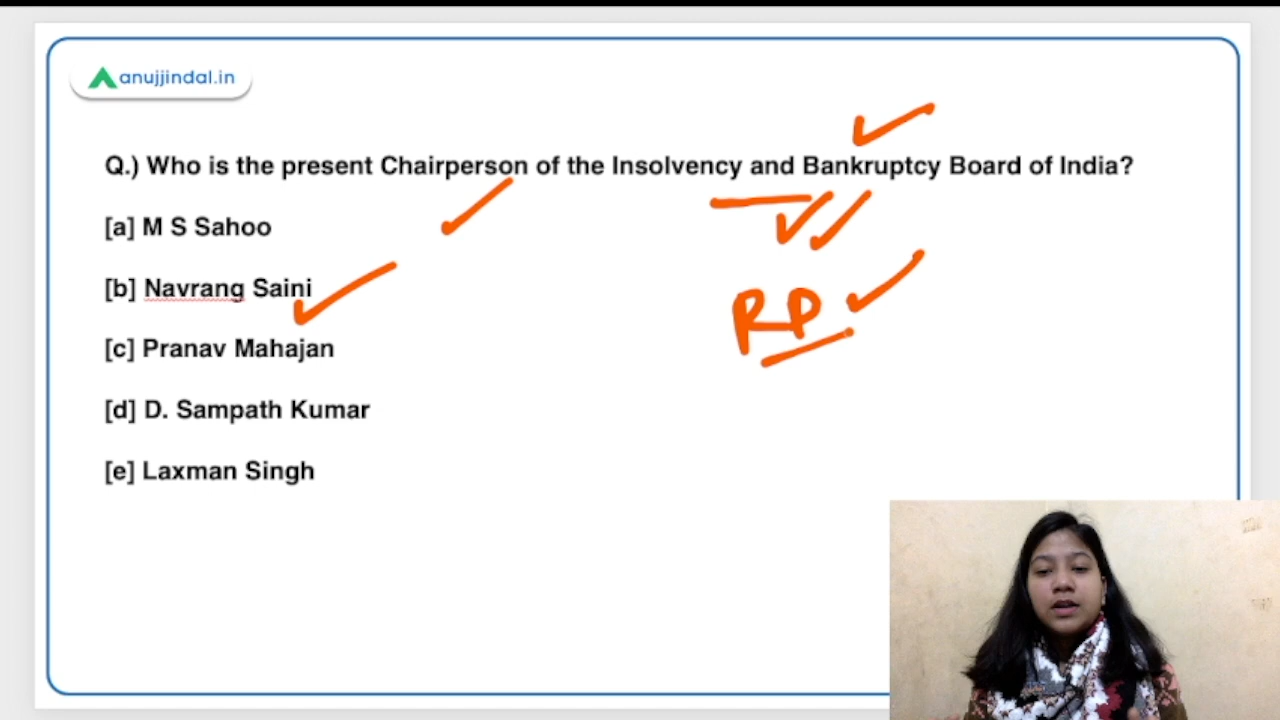 anujjindal.in
Q.) Who is the present Chairperson of the Insolvency and Bankruptcy Board of India?
[a] M S Sahoo
[b] Navrang Saini
RP
[c] Pranav Mahajan
[d] D. Sampath Kumar
[e] Laxman Singh